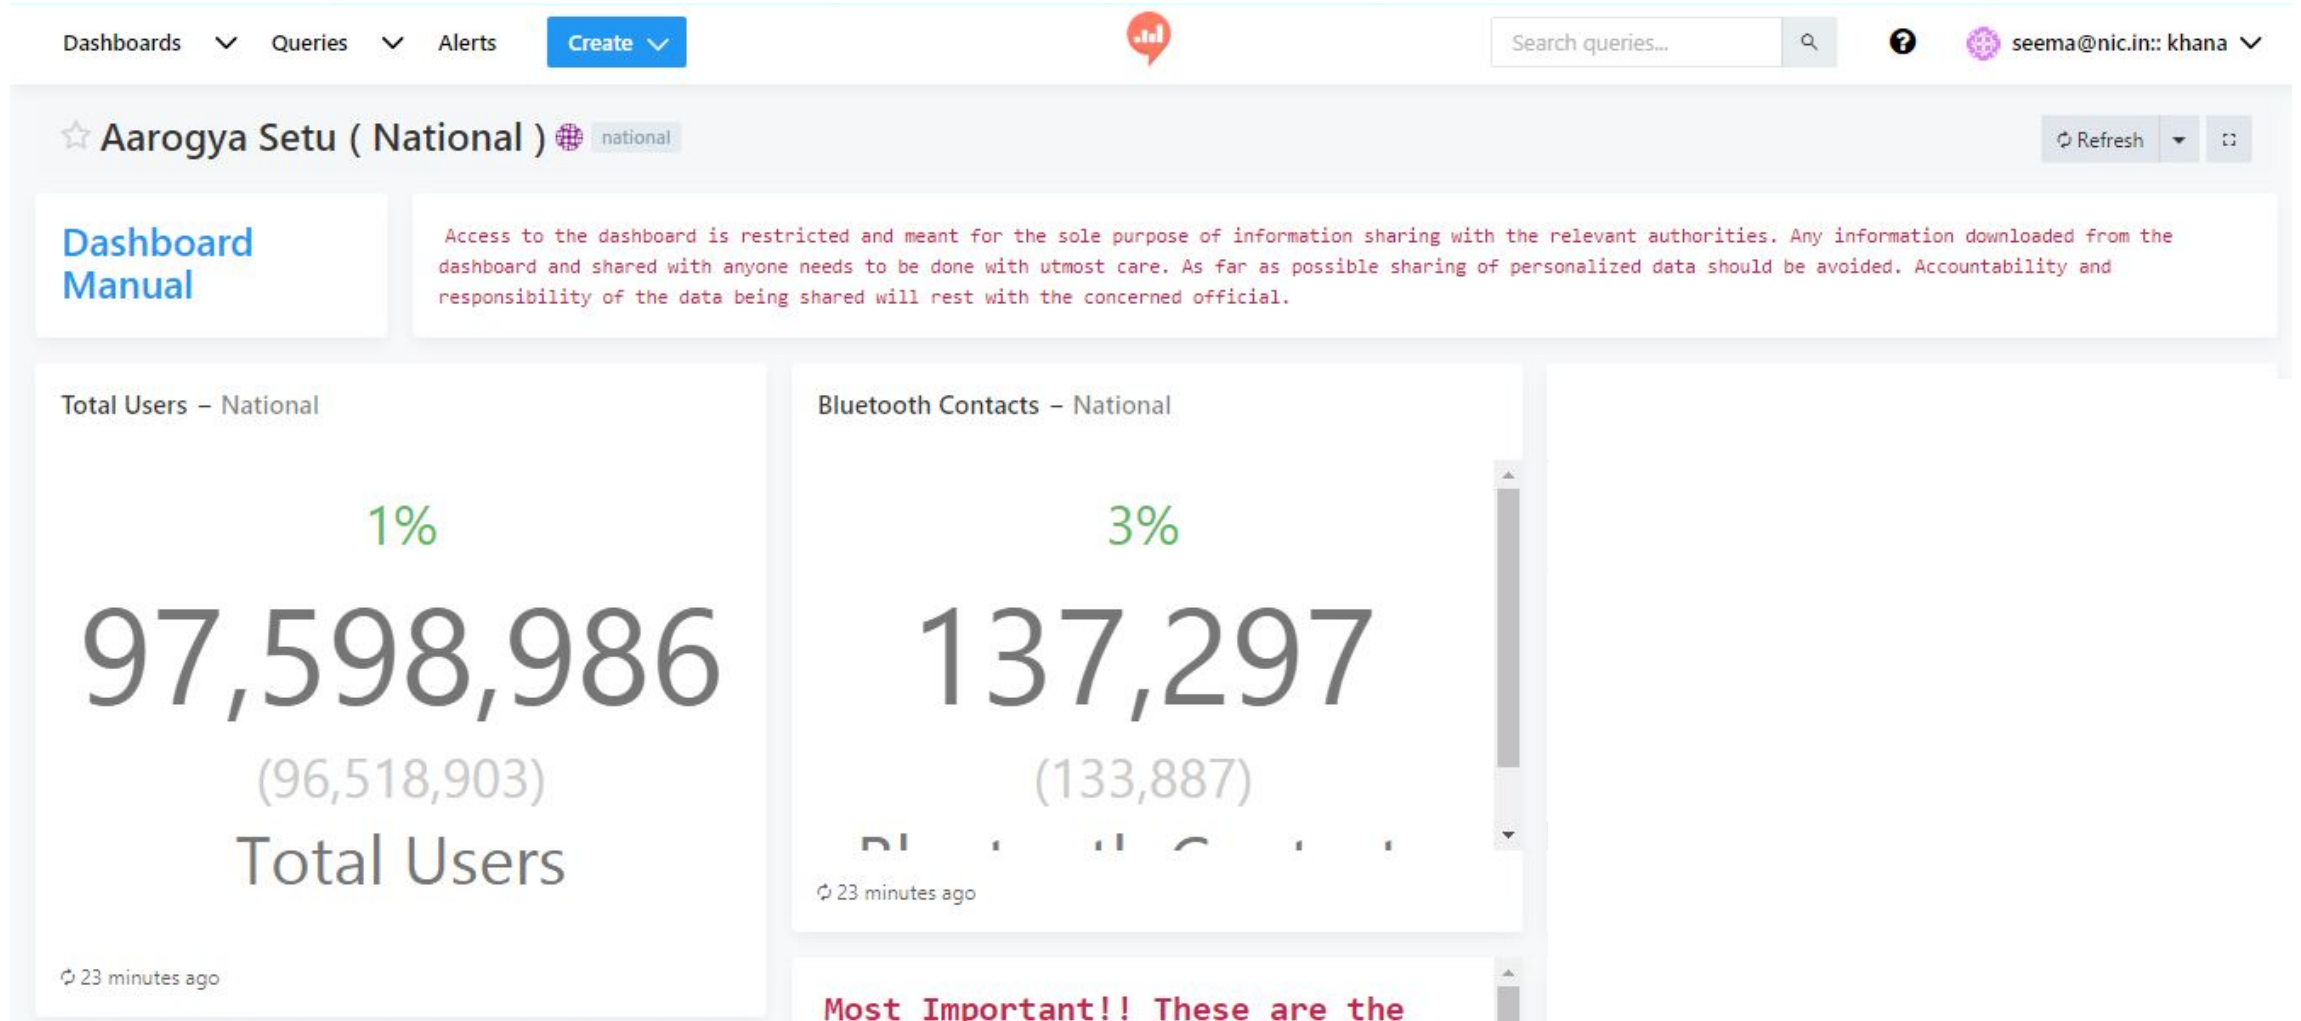 Dashboards Queries Alerts Create Search queries... seema@nic.in:: khana
Aarogya Setu ( National ) national Refresh
Dashboard
Manual
Access to the dashboard is restricted and meant for the sole purpose of information sharing with the relevant authorities. Any information downloaded from the
dashboard and shared with anyone needs to be done with utmost care. As far as possible sharing of personalized data should be avoided. Accountability and
responsibility of the data being shared will rest with the concerned official.
Total Users – National
1%
97,598,986
(96,518,903)
Total Users
23 minutes ago
Bluetooth Contacts – National
3%
137,297
(133,887)
23 minutes ago
Most Important!! These are the